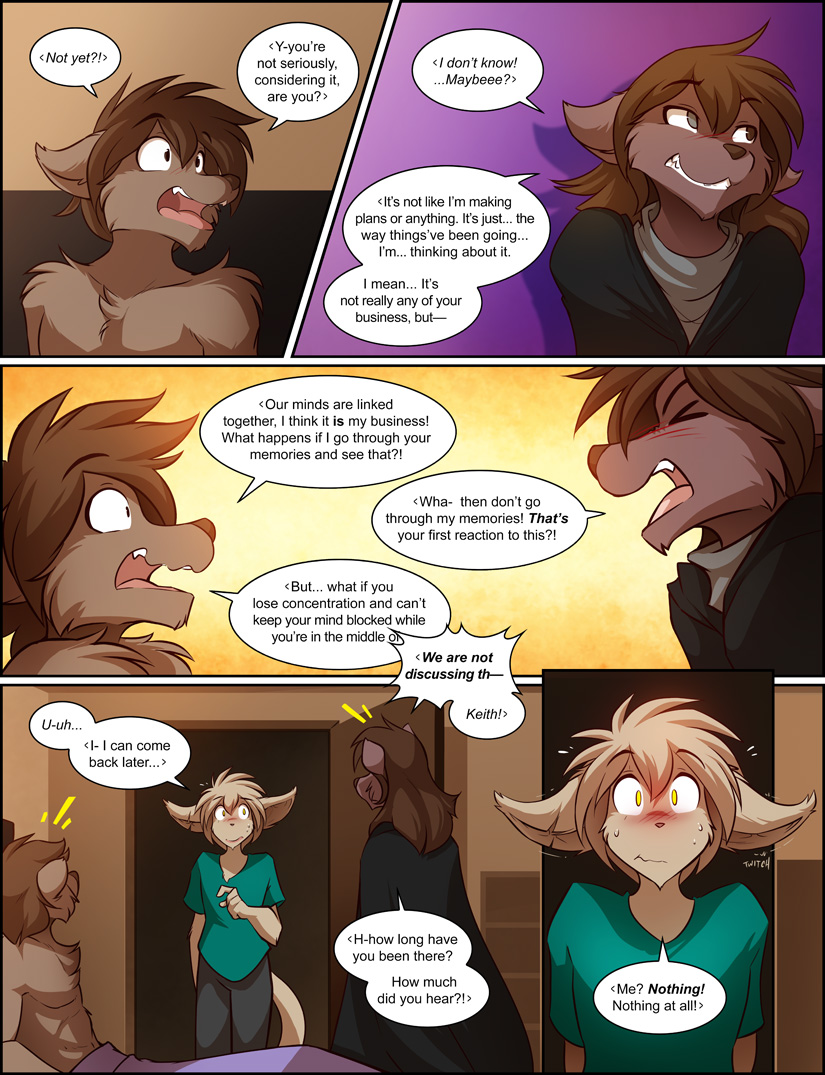 ‹Not yet?!›
‹Y-you're
not seriously,
considering it,
are you?›
‹I don't know!
...Maybeee?›
‹It's not like I'm making
plans or anything. It's just... the
way things've been going...
I'm... thinking about it.
I mean... It's
not really any of your
business, but—
‹Our minds are linked
together, I think it is my business!
What happens if I go through your
memories and see that?!
‹Wha- then don't go
through my memories! That's
your first reaction to this?!
‹But... what if you
lose concentration and can't
keep your mind blocked while
you're in the middle of
‹We are not
discussing th—
Keith!›
U-uh...
‹I- I can come
back later...›
‹H-how long have
you been there?
How much
did you hear?!›
TWITCH
‹Me? Nothing!
Nothing at all!›